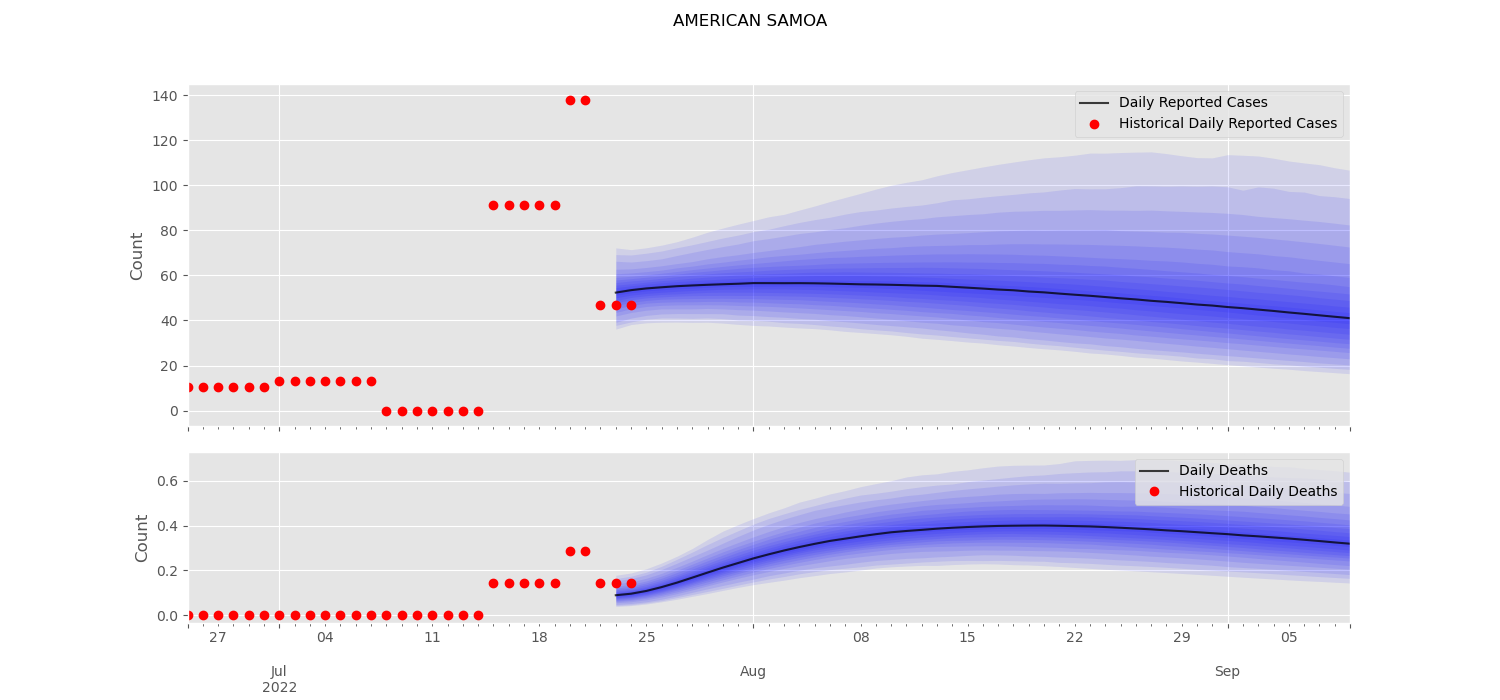 AMERICAN SAMOA
140
120
100
80
60
40
20
0
Count
Daily Reported Cases
Historical Daily Reported Cases
0.6
0.4
0.2
0.0
Count
Daily Deaths
Historical Daily Deaths
27 04 11 18 25 08 15 22 29 05
Jul Aug Sep
2022